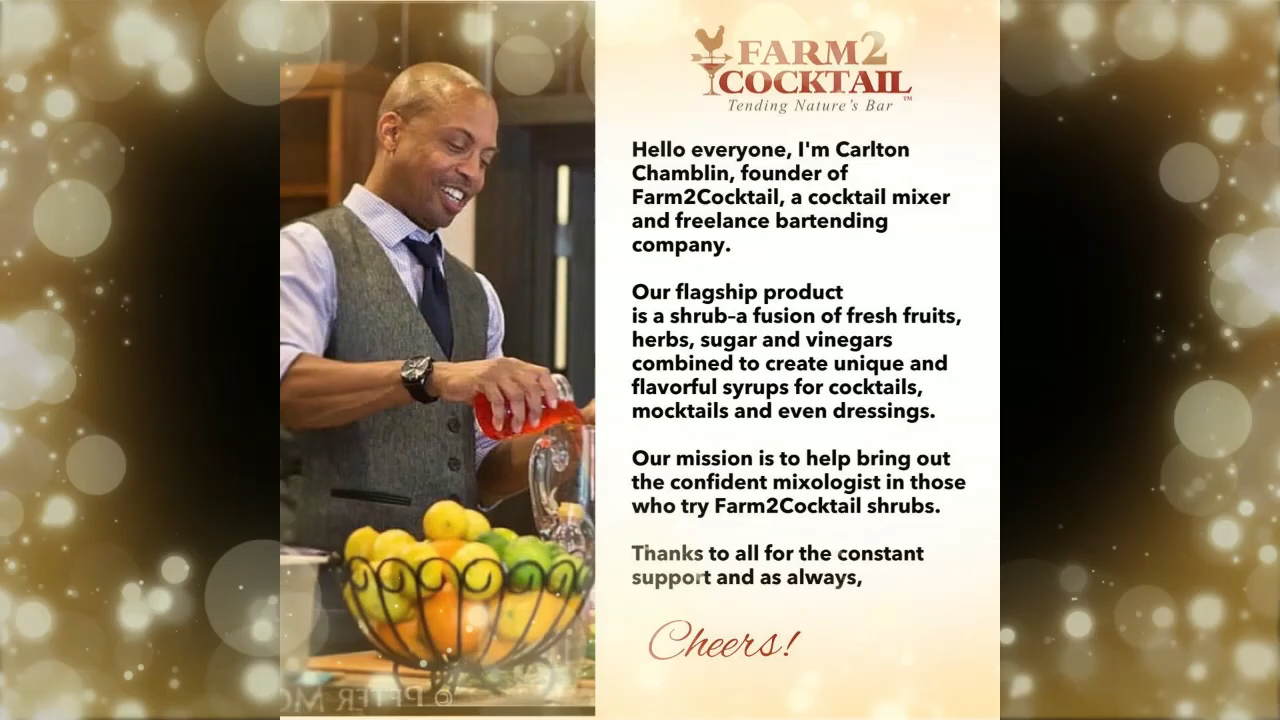 FARM2
COCKTAIL™
Tending Nature's Bar
Hello everyone, I'm Carlton
Chamblin, founder of
Farm2Cocktail, a cocktail mixer
and freelance bartending
company.
Our flagship product
is a shrub–a fusion of fresh fruits,
herbs, sugar and vinegars
combined to create unique and
flavorful syrups for cocktails,
mocktails and even dressings.
Our mission is to help bring out
the confident mixologist in those
who try Farm2Cocktail shrubs.
Thanks to all for the constant
support and as always,
Cheers!
© PETER